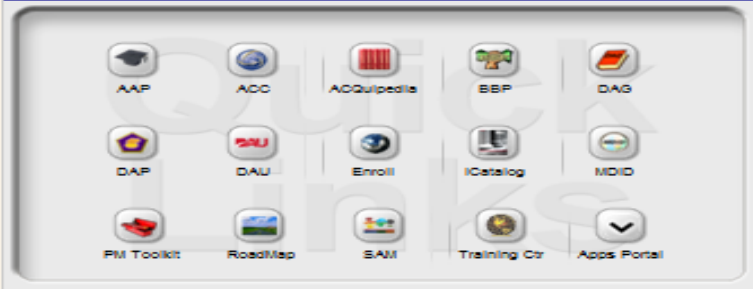 Quick
Links
AAP ACC ACQuipedia BBP DAG
DAU
DAP DAU Enroll iCatalog MDID
PM Toolkit RoadMap SAM Training Ctr Apps Portal